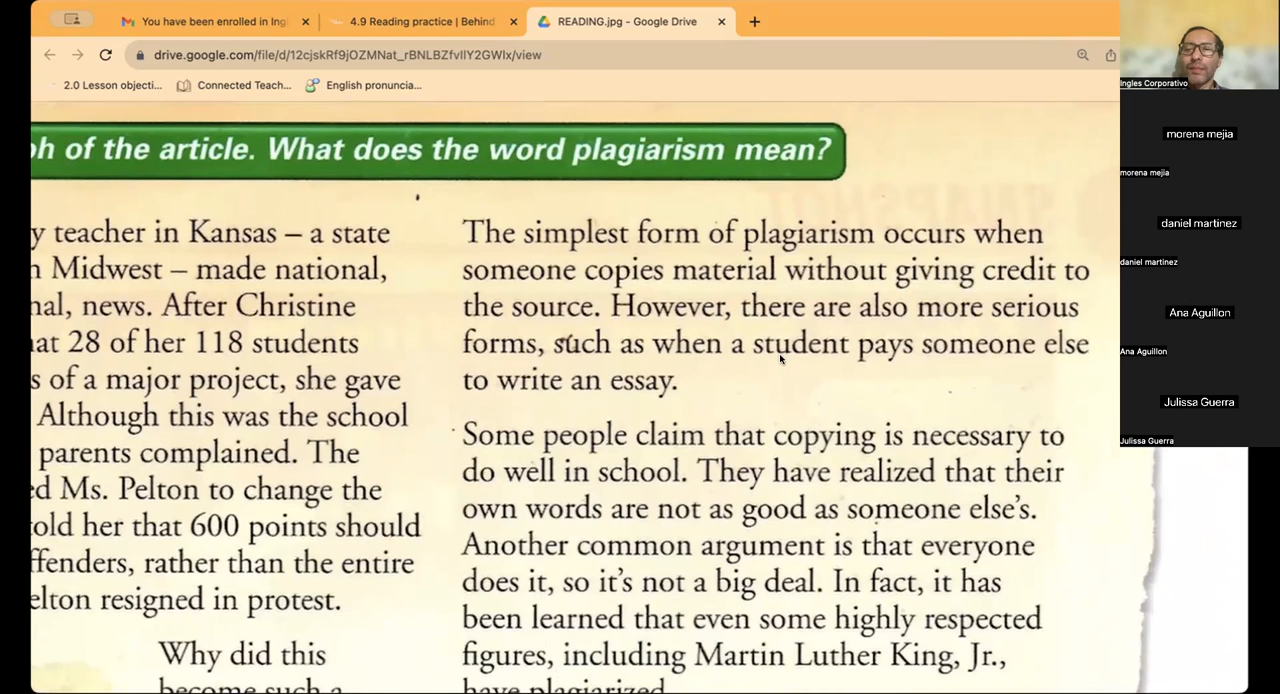 You have been enrolled in Ingl
4.9 Reading practice | Behind
READING.jpg - Google Drive
drive.google.com/file/d/12cjskRf9jOZMNat_rBNLBZfvIlY2GWlx/view
2.0 Lesson objecti...
Connected Teach...
English pronuncia...
oh of the article. What does the word plagiarism mean?
y teacher in Kansas – a state
n Midwest – made national,
nal, news. After Christine
hat 28 of her 118 students
s of a major project, she gave
Although this was the school
parents complained. The
ed Ms. Pelton to change the
told her that 600 points should
ffenders, rather than the entire
elton resigned in protest.
Why did this
become such a
The simplest form of plagiarism occurs when
someone copies material without giving credit to
the source. However, there are also more serious
forms, such as when a student pays someone else
to write an essay.
Some people claim that copying is necessary to
do well in school. They have realized that their
own words are not as good as someone else's.
Another common argument is that everyone
does it, so it's not a big deal. In fact, it has
been learned that even some highly respected
figures, including Martin Luther King, Jr.,
have plagiarized.
Ingles Corporativo
morena mejia
morena mejia
daniel martinez
daniel martinez
Ana Aguillon
Ana Aguillon
Julissa Guerra
Julissa Guerra